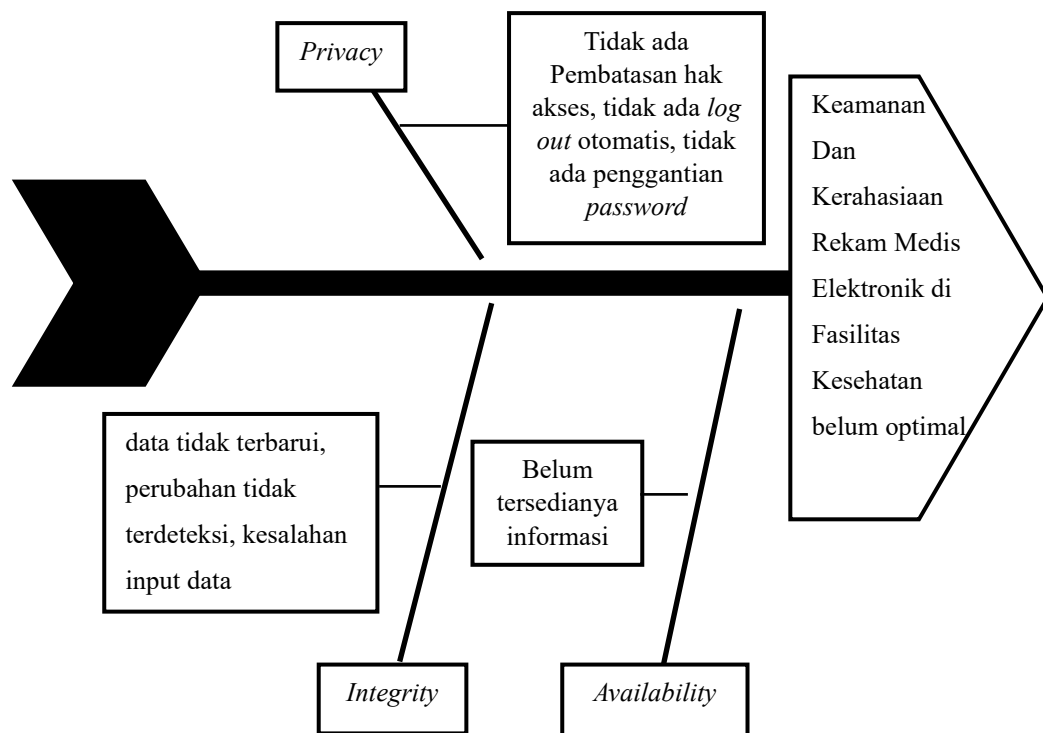 Privacy
Tidak ada
Pembatasan hak
akses, tidak ada log
out otomatis, tidak
ada penggantian
password
Keamanan
Dan
Kerahasiaan
Rekam Medis
Elektronik di
Fasilitas
Kesehatan
belum optimal
data tidak terbarui,
perubahan tidak
terdeteksi, kesalahan
input data
Belum
tersedianya
informasi
Integrity
Availability